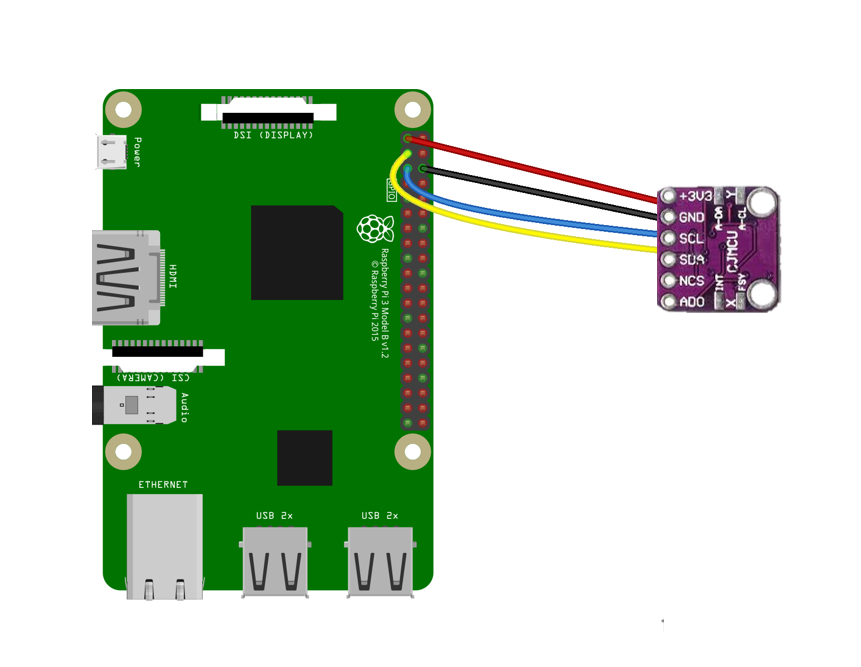 DSI (DISPLAY)
Power
GPIO
HDMI
Raspberry Pi 3 Model B v1.2
© Raspberry Pi 2015
CSI (CAMERA)
Audio
ETHERNET
USB 2x
USB 2x
+3V3
GND
SCL
SDA
NCS
ADO
A-DA
Y
A-CL
CJMCU
INT
X
FSY